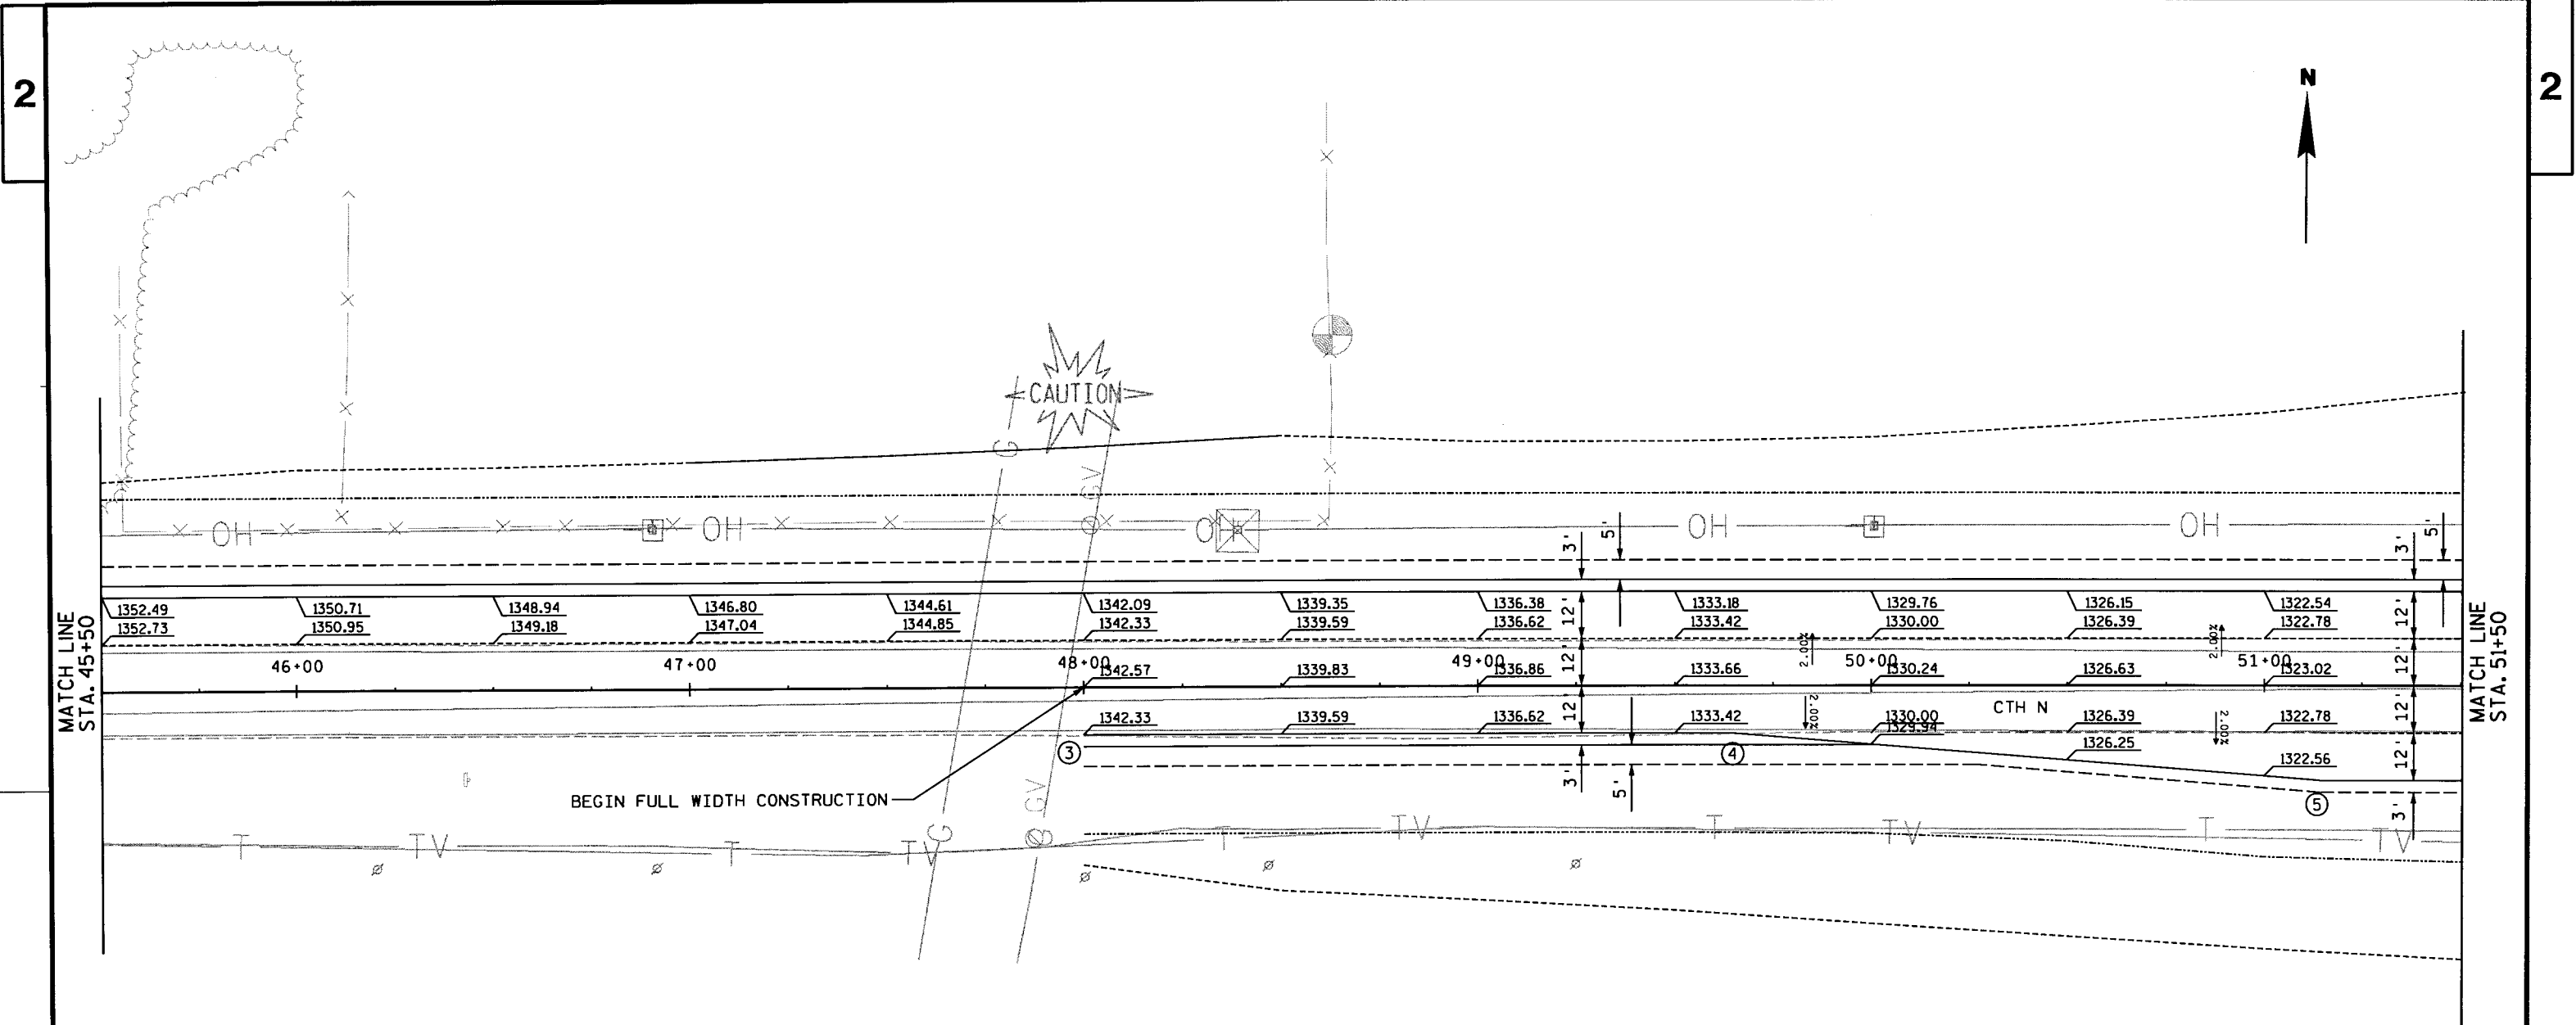 2
2
N
CAUTION
G
GV
OH
OH
OH
OH
3'
5'
3'
5'
MATCH LINE
STA. 45+50
1352.49
1350.71
1348.94
1346.80
1344.61
1342.09
1339.35
1336.38
1333.18
1329.76
1326.15
1322.54
1352.73
1350.95
1349.18
1347.04
1344.85
1342.33
1339.59
1336.62
1333.42
1330.00
1326.39
1322.78
12'
12'
12'
12'
12'
12'
12'
2.00%
2.00%
46+00
47+00
48+00
49+00
50+00
51+00
1342.57
1339.83
1336.86
1333.66
1330.24
1326.63
1323.02
MATCH LINE
STA. 51+50
CTH N
1342.33
1339.59
1336.62
1333.42
1330.00
1326.39
1322.78
1329.94
1326.25
1322.56
2.00%
2.00%
3
4
5
3'
5'
3'
BEGIN FULL WIDTH CONSTRUCTION
GV
G
T
TV
T
TV
T
TV
T
TV
T
TV